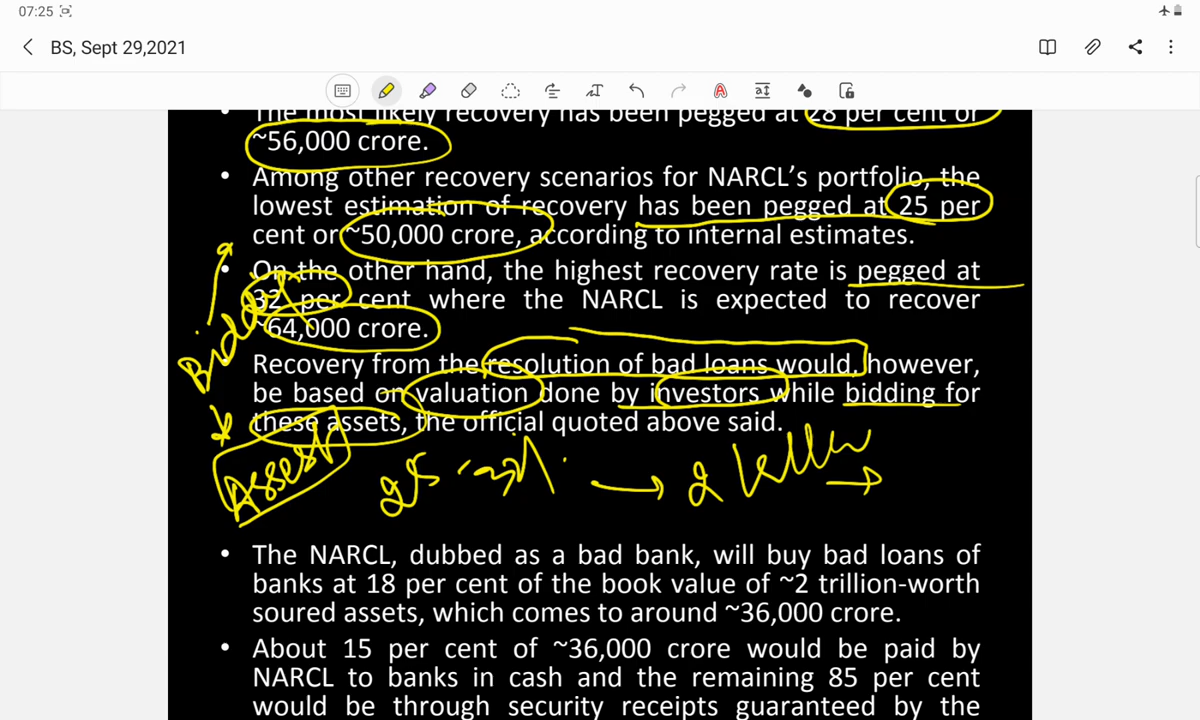 07:25
BS, Sept 29,2021
The most likely recovery has been pegged at 28 per cent or
~56,000 crore.
Among other recovery scenarios for NARCL's portfolio, the
lowest estimation of recovery has been pegged at 25 per
cent or ~50,000 crore, according to internal estimates.
On the other hand, the highest recovery rate is pegged at
32 per cent where the NARCL is expected to recover
~64,000 crore.
Recovery from the resolution of bad loans would, however,
be based on valuation done by investors while bidding for
these assets, the official quoted above said.
The NARCL, dubbed as a bad bank, will buy bad loans of
banks at 18 per cent of the book value of ~2 trillion-worth
soured assets, which comes to around ~36,000 crore.
About 15 per cent of ~36,000 crore would be paid by
NARCL to banks in cash and the remaining 85 per cent
would be through security receipts guaranteed by the